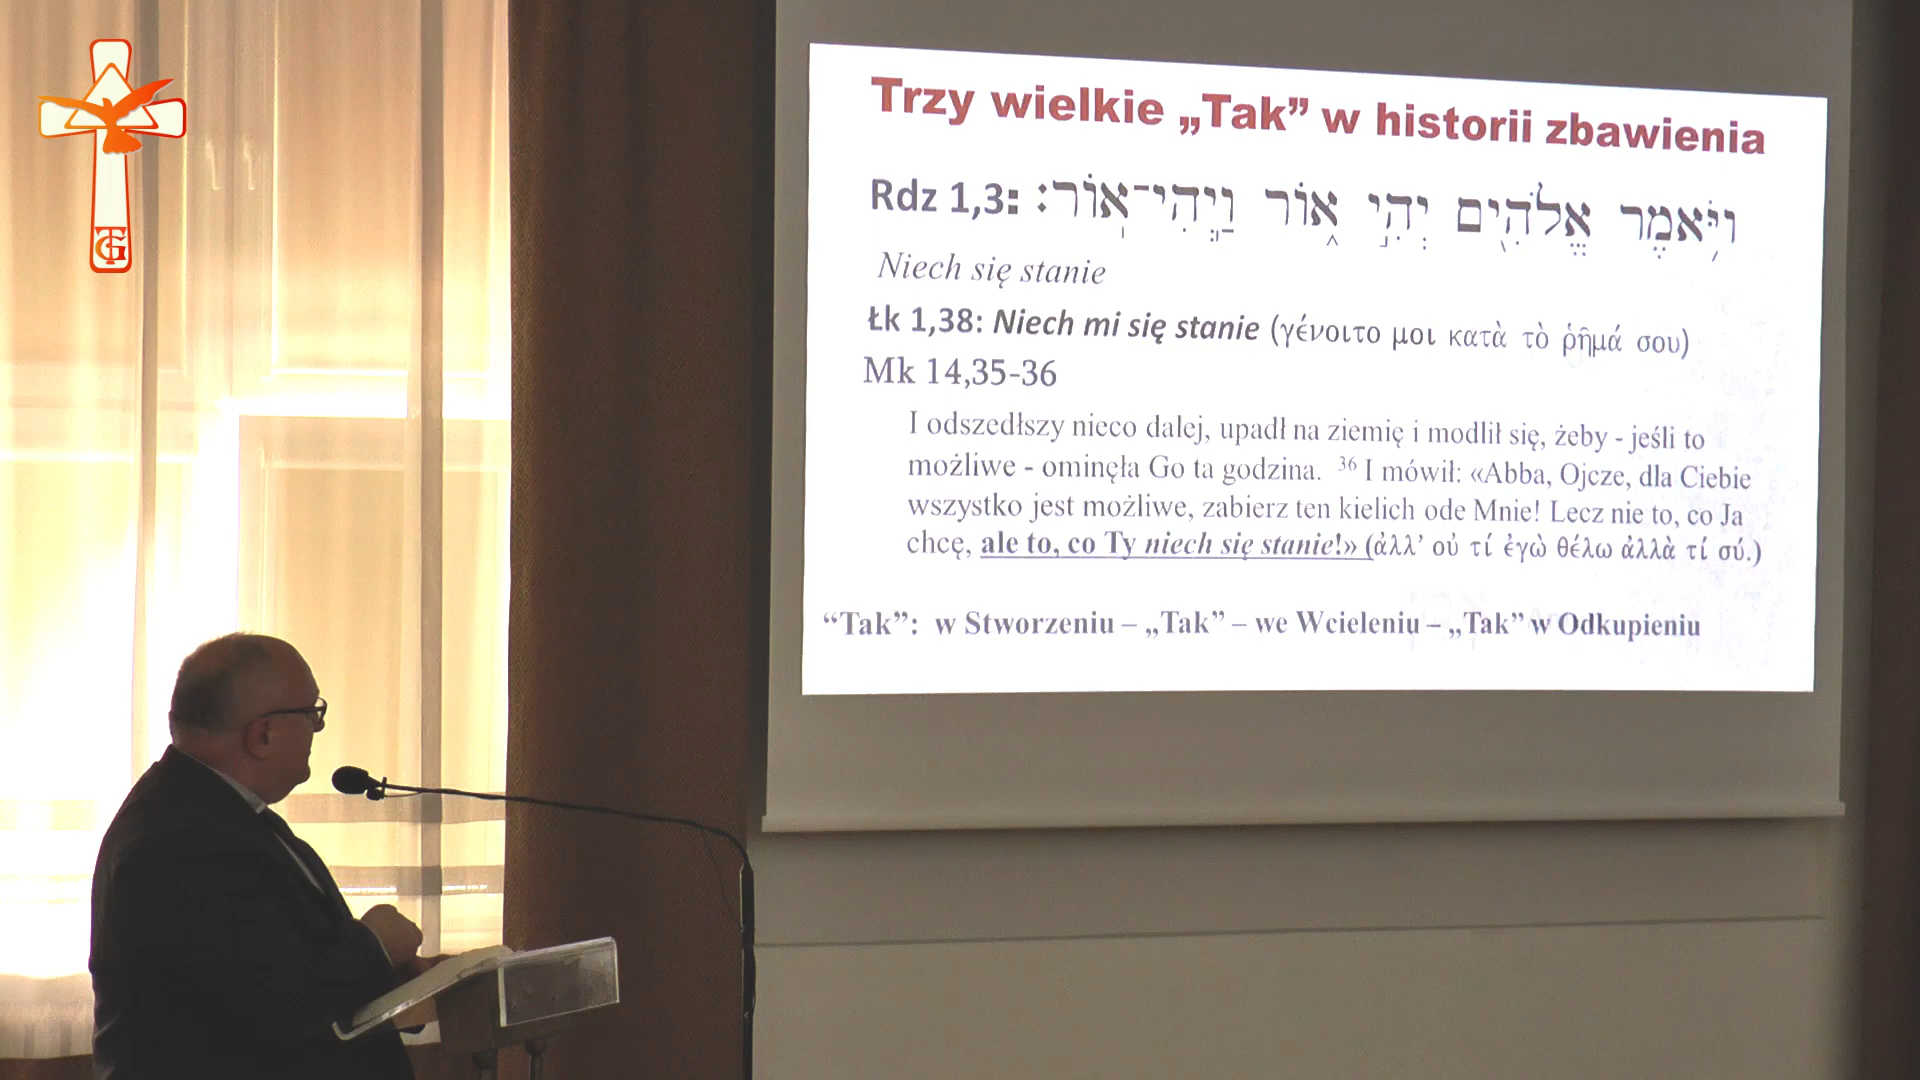 TG
Trzy wielkie „Tak” w historii zbawienia
Rdz 1,3: וַיֹּ֥אמֶר אֱלֹהִ֖ים יְהִ֣י א֑וֹר וַֽיְהִי־אֽוֹר׃
Niech się stanie
Łk 1,38: Niech mi się stanie (γένοιτο μοι κατὰ τὸ ῥῆμά σου)
Mk 14,35-36
I odszedłszy nieco dalej, upadł na ziemię i modlił się, żeby - jeśli to
możliwe - ominęła Go ta godzina. ³⁶ I mówił: «Abba, Ojcze, dla Ciebie
wszystko jest możliwe, zabierz ten kielich ode Mnie! Lecz nie to, co Ja
chcę, ale to, co Ty niech się stanie!» (ἀλλ’ οὐ τί ἐγὼ θέλω ἀλλὰ τί σύ.)
“Tak”: w Stworzeniu – „Tak” – we Wcieleniu – „Tak” w Odkupieniu